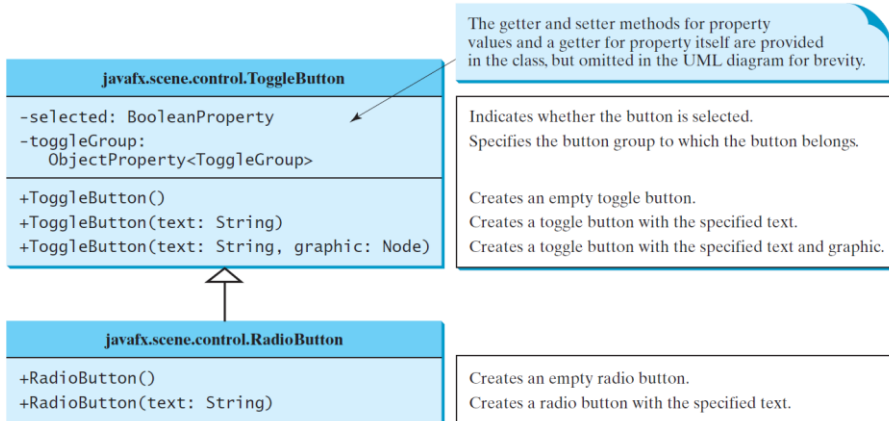 The getter and setter methods for property
values and a getter for property itself are provided
in the class, but omitted in the UML diagram for brevity.
javafx.scene.control.ToggleButton
-selected: BooleanProperty
-toggleGroup:
ObjectProperty<ToggleGroup>
+ToggleButton()
+ToggleButton(text: String)
+ToggleButton(text: String, graphic: Node)
Indicates whether the button is selected.
Specifies the button group to which the button belongs.
Creates an empty toggle button.
Creates a toggle button with the specified text.
Creates a toggle button with the specified text and graphic.
javafx.scene.control.RadioButton
+RadioButton()
+RadioButton(text: String)
Creates an empty radio button.
Creates a radio button with the specified text.